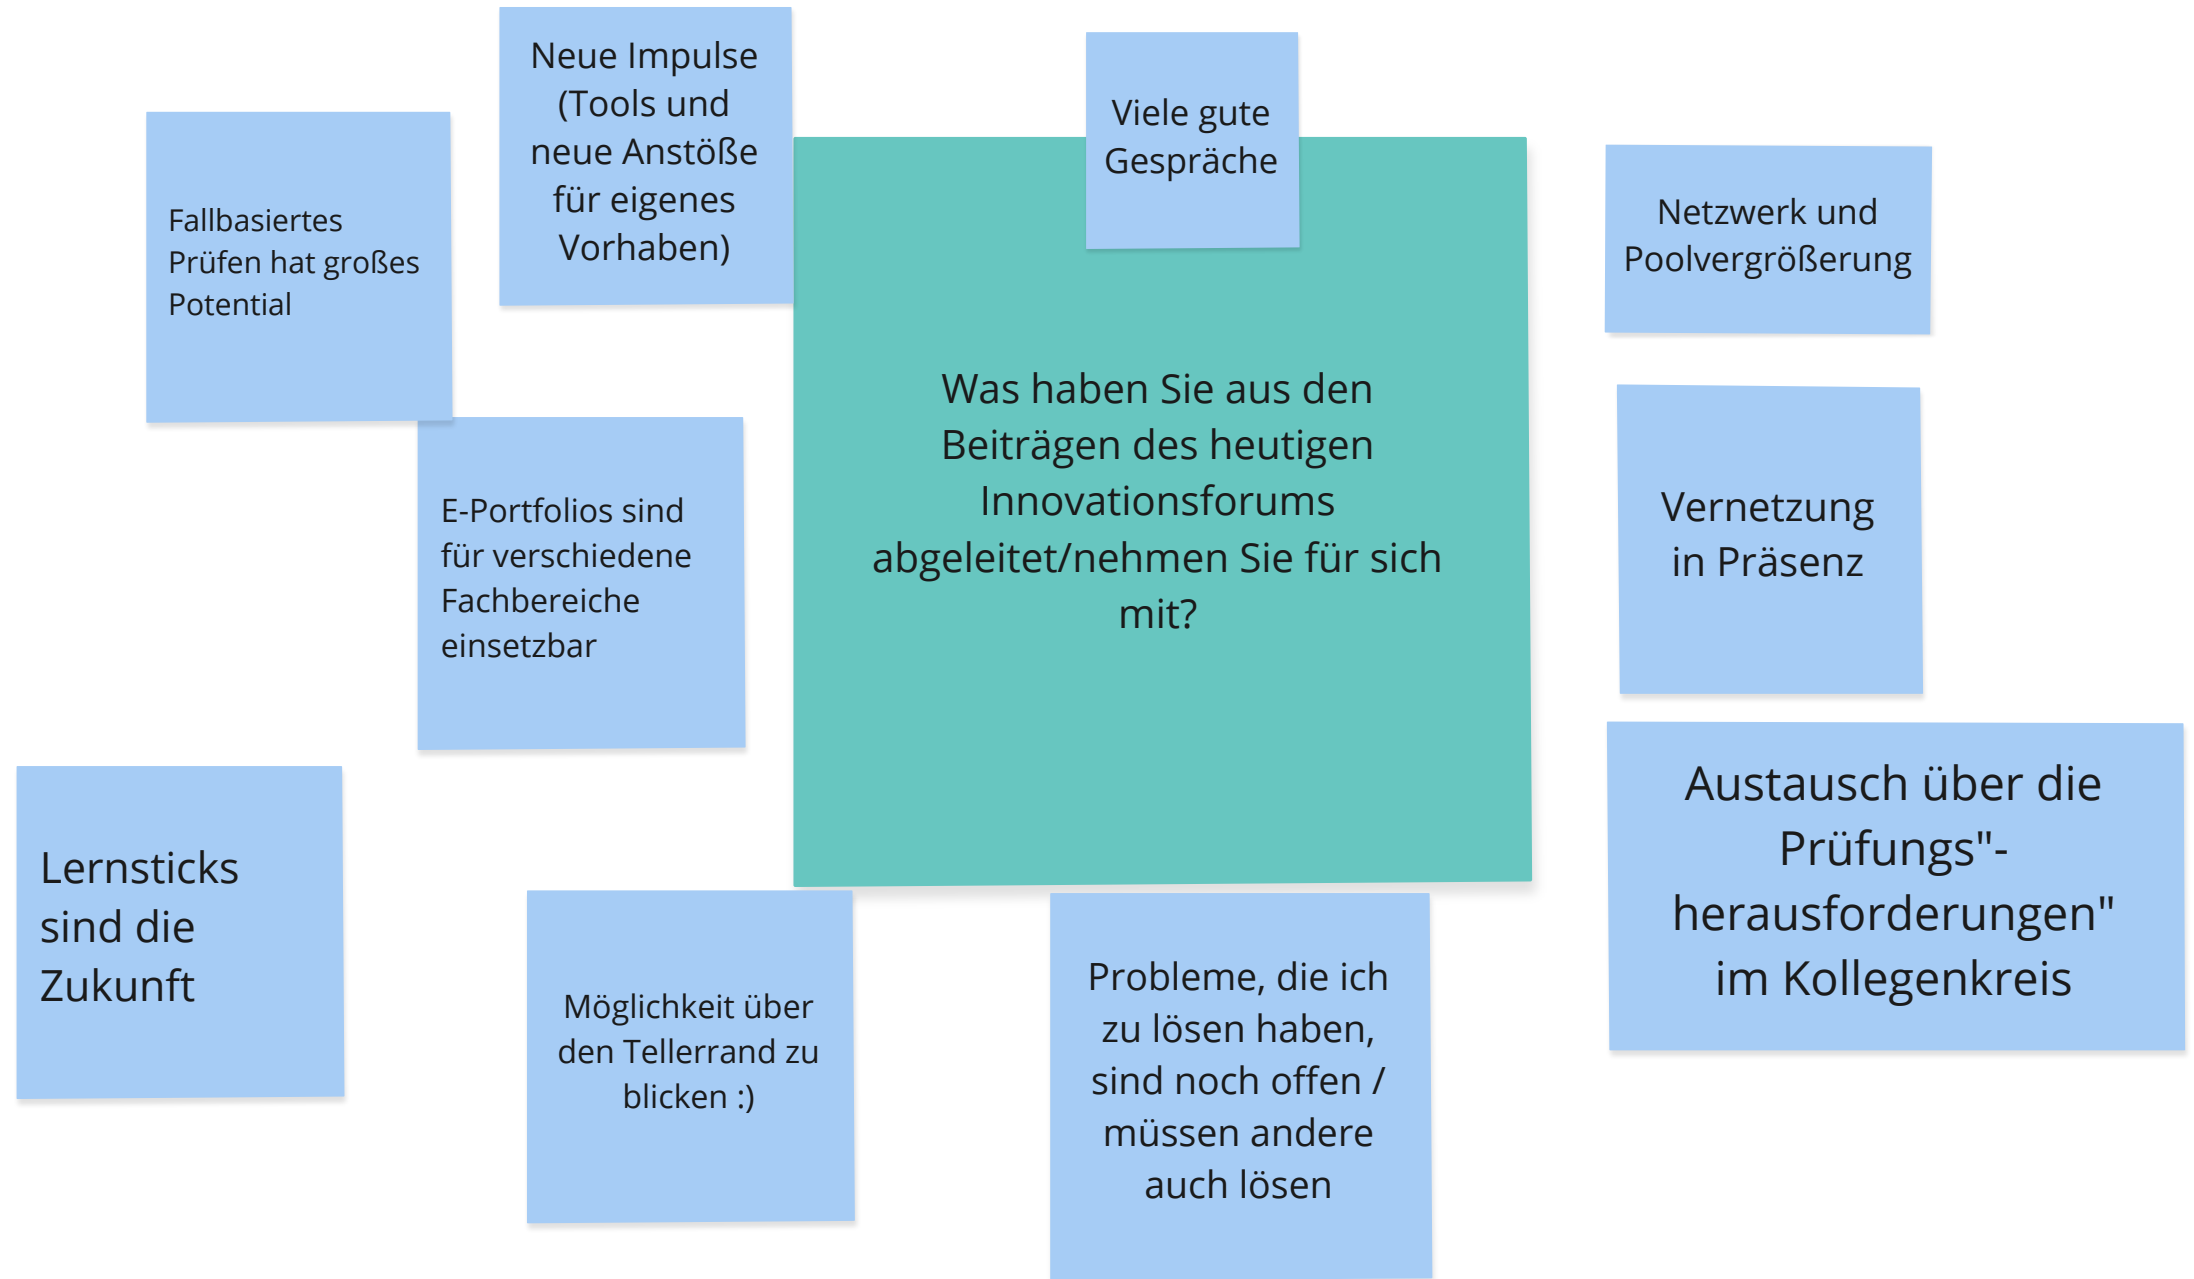 Neue Impulse
(Tools und
neue Anstöße
für eigenes
Vorhaben)
Viele gute
Gespräche
Fallbasiertes
Prüfen hat großes
Potential
Netzwerk und
Poolvergrößerung
Was haben Sie aus den
Beiträgen des heutigen
Innovationsforums
abgeleitet/nehmen Sie für sich
mit?
E-Portfolios sind
für verschiedene
Fachbereiche
einsetzbar
Vernetzung
in Präsenz
Lernsticks
sind die
Zukunft
Austausch über die
Prüfungs"-
herausforderungen"
im Kollegenkreis
Möglichkeit über
den Tellerrand zu
blicken :)
Probleme, die ich
zu lösen haben,
sind noch offen /
müssen andere
auch lösen